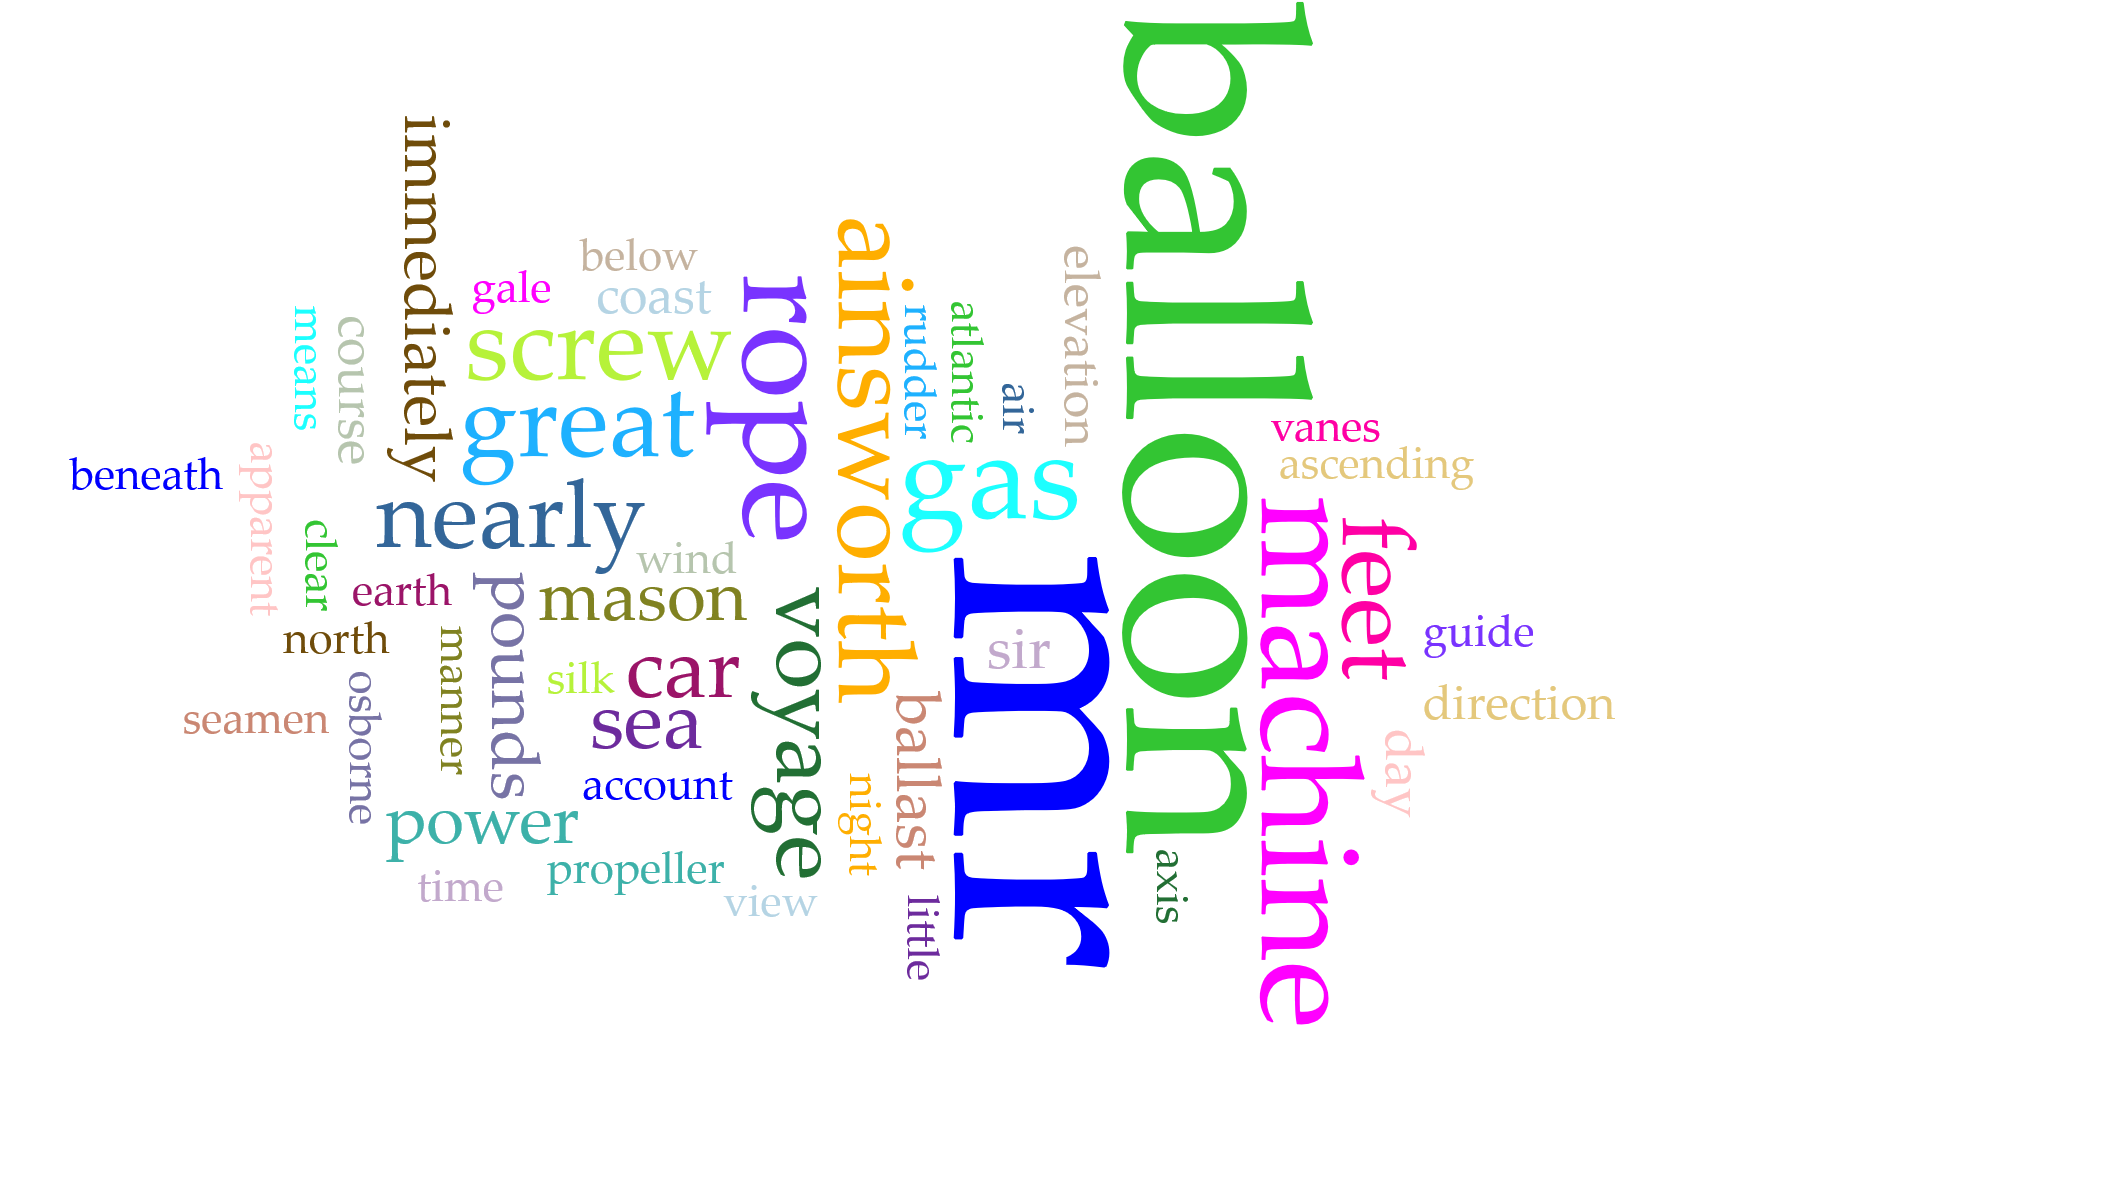 balloon
immediately
ainsworth
below
elevation
gale
coast
rope
means
course
screw
rudder
atlantic
air
great
vanes
apparent
beneath
gas
ascending
nearly
machine
feet
clear
wind
mr
earth
pounds
mason
voyage
guide
north
manner
sir
silk
car
osborne
seamen
sea
ballast
direction
day
account
night
power
propeller
axis
time
view
little